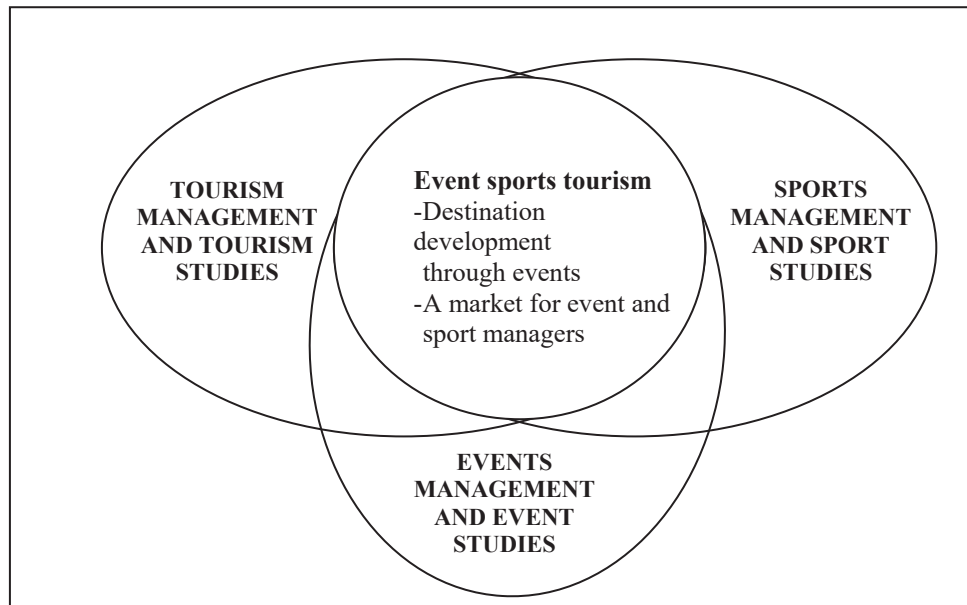 TOURISM
MANAGEMENT
AND TOURISM
STUDIES
Event sports tourism
-Destination
development
through events
-A market for event and
sport managers
SPORTS
MANAGEMENT
AND SPORT
STUDIES
EVENTS
MANAGEMENT
AND EVENT
STUDIES